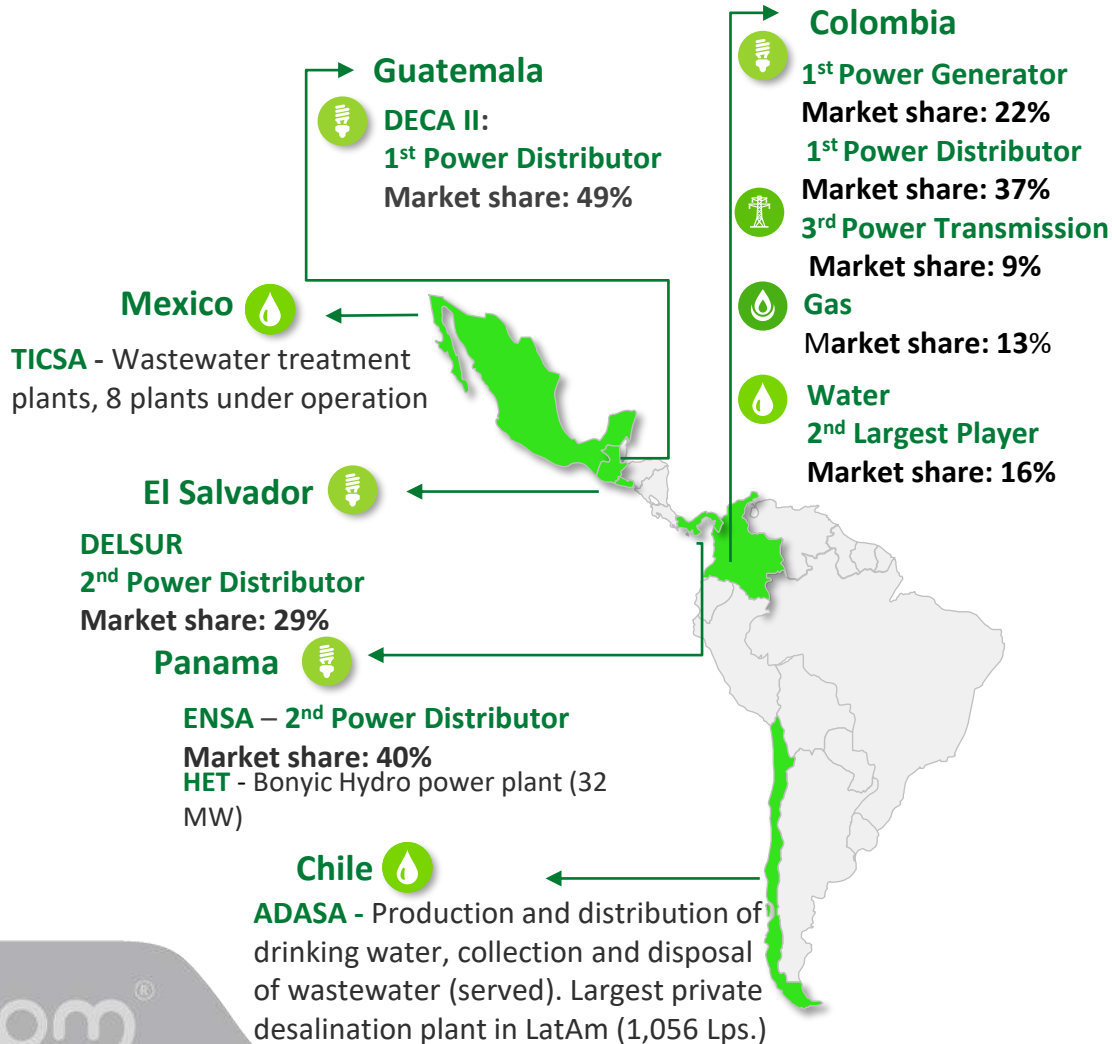 Colombia
1st Power Generator
Market share: 22%
1st Power Distributor
Market share: 37%
3rd Power Transmission
Market share: 9%
Gas
Market share: 13%
Water
2nd Largest Player
Market share: 16%
Guatemala
DECA II:
1st Power Distributor
Market share: 49%
Mexico
TICSA - Wastewater treatment
plants, 8 plants under operation
El Salvador
DELSUR
2nd Power Distributor
Market share: 29%
Panama
ENSA – 2nd Power Distributor
Market share: 40%
HET - Bonyic Hydro power plant (32
MW)
Chile
ADASA - Production and distribution of
drinking water, collection and disposal
of wastewater (served). Largest private
desalination plant in LatAm (1,056 Lps.)